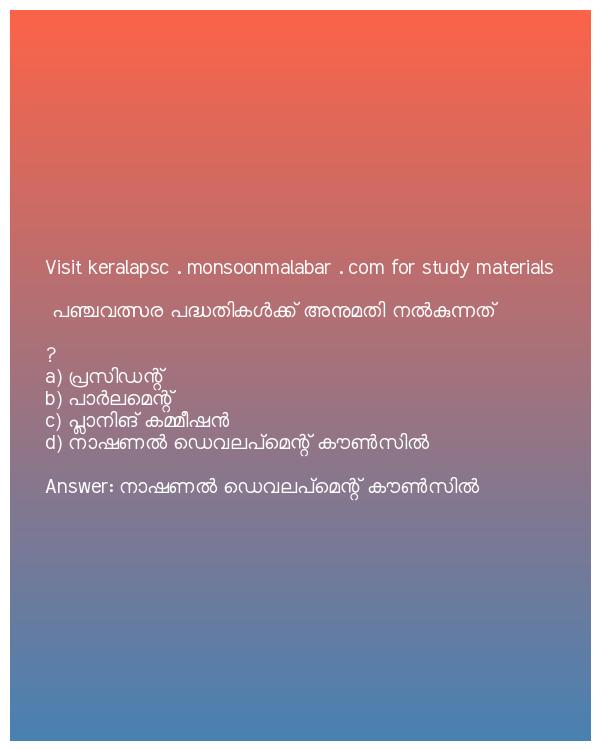 Visit keralapsc . monsoonmalabar . com for study materials
പഞ്ചവത്സര പദ്ധതികൾക്ക് അനുമതി നൽകുന്നത്
?
a) പ്രസിഡന്റ്
b) പാർലമെന്റ്
c) പ്ലാനിങ് കമ്മീഷൻ
d) നാഷണൽ ഡെവലപ്മെന്റ് കൗൺസിൽ
Answer: നാഷണൽ ഡെവലപ്മെന്റ് കൗൺസിൽ